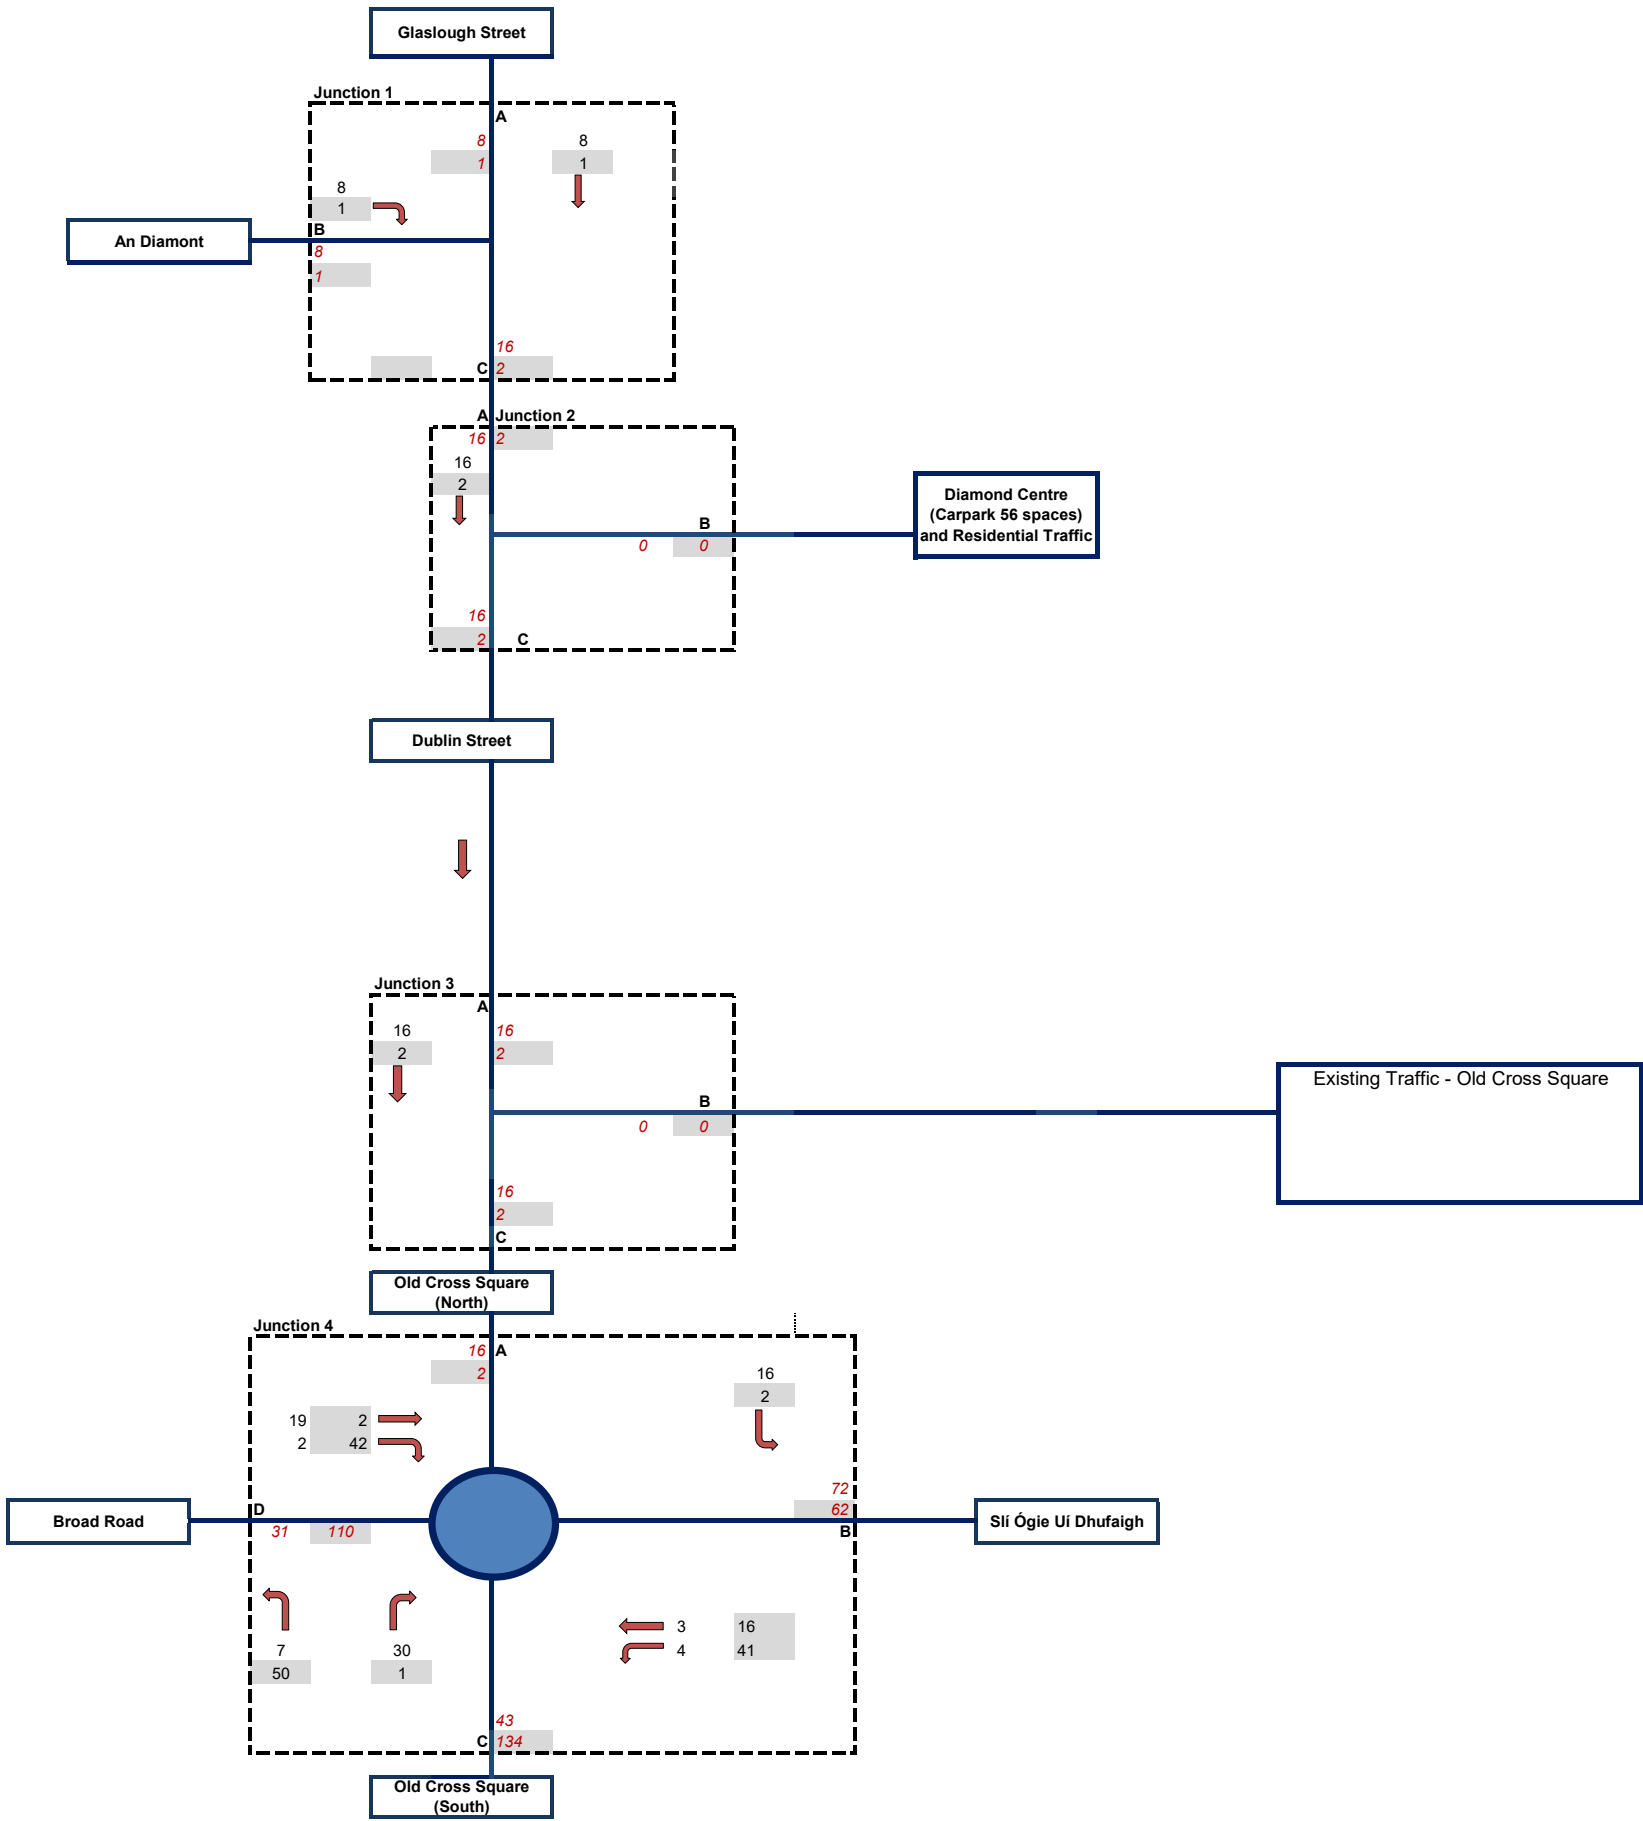 Glaslough Street
Junction 1
A
8 8
1 1
8
1
B
An Diamont
8
1
16
C 2
A Junction 2
16 2
16
2
Diamond Centre
(Carpark 56 spaces)
and Residential Traffic
B
0 0
16
2 C
Dublin Street
Junction 3
A
16 16
2 2
Existing Traffic - Old Cross Square
B
0 0
16
2
C
Old Cross Square
(North)
Junction 4
16 A
2
16
2
19 2
2 42
72
62
D
B
Broad Road
Slí Ógie Uí Dhufaigh
31 110
3 16
4 41
7 30
50 1
43
C 134
Old Cross Square
(South)